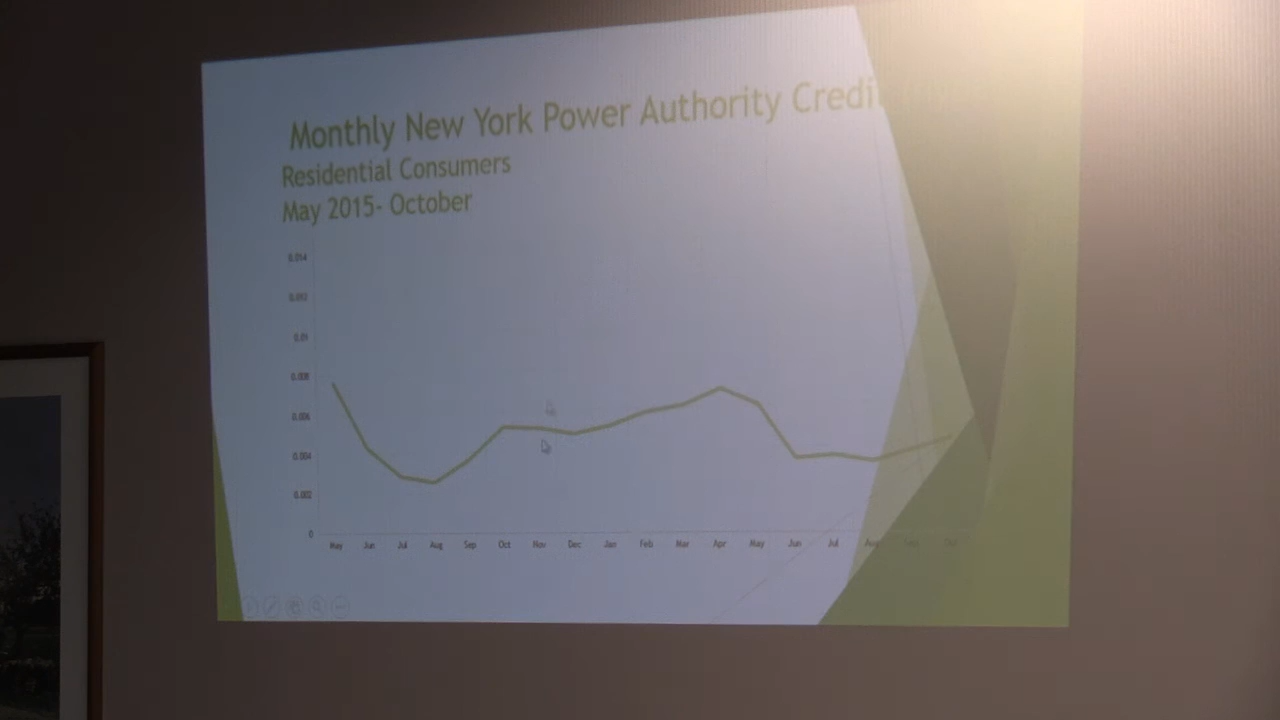 Monthly New York Power Authority Credit
Residential Consumers
May 2015- October
0.014
0.012
0.01
0.008
0.006
0.004
0.002
0
May Jun Jul Aug Sep Oct Nov Dec Jan Feb Mar Apr May Jun Jul Aug